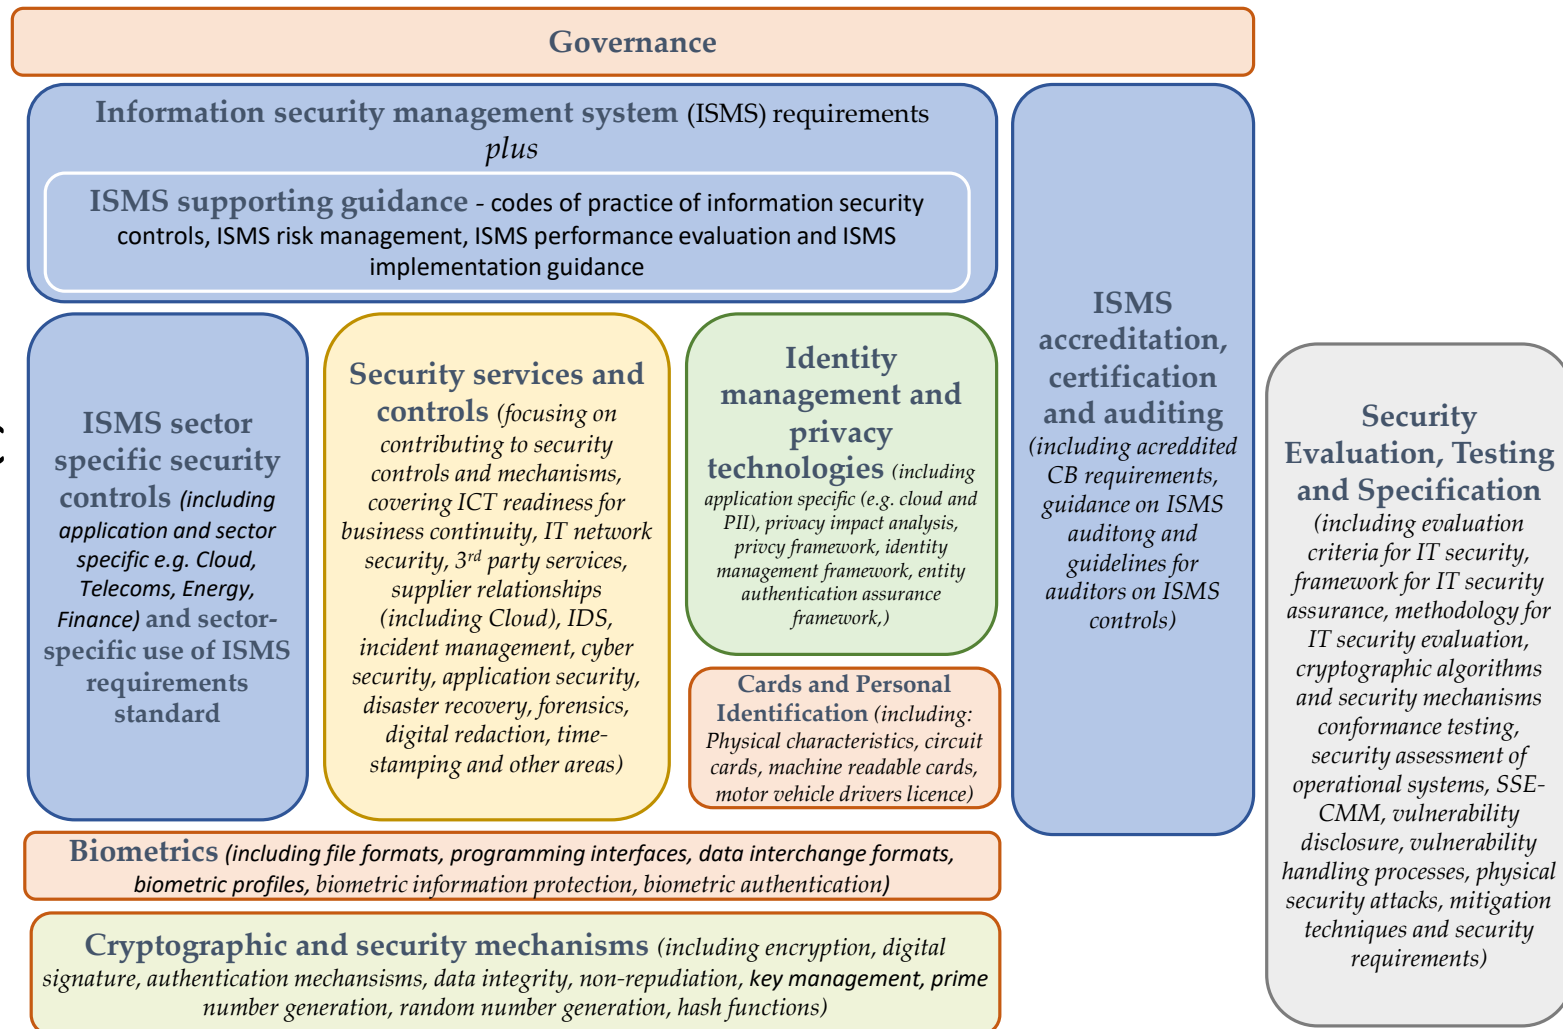 Governance
Information security management system (ISMS) requirements
plus
ISMS supporting guidance - codes of practice of information security
controls, ISMS risk management, ISMS performance evaluation and ISMS
implementation guidance
ISMS sector
specific security
controls (including
application and sector
specific e.g. Cloud,
Telecoms, Energy,
Finance) and sector-
specific use of ISMS
requirements
standard
Security services and
controls (focusing on
contributing to security
controls and mechanisms,
covering ICT readiness for
business continuity, IT network
security, 3rd party services,
supplier relationships
(including Cloud), IDS,
incident management, cyber
security, application security,
disaster recovery, forensics,
digital redaction, time-
stamping and other areas)
Identity
management and
privacy
technologies (including
application specific (e.g. cloud and
PII), privacy impact analysis,
privcy framework, identity
management framework, entity
authentication assurance
framework,)
Cards and Personal
Identification (including:
Physical characteristics, circuit
cards, machine readable cards,
motor vehicle drivers licence)
ISMS
accreditation,
certification
and auditing
(including acreddited
CB requirements,
guidance on ISMS
auditong and
guidelines for
auditors on ISMS
controls)
Security
Evaluation, Testing
and Specification
(including evaluation
criteria for IT security,
framework for IT security
assurance, methodology for
IT security evaluation,
cryptographic algorithms
and security mechanisms
conformance testing,
security assessment of
operational systems, SSE-
CMM, vulnerability
disclosure, vulnerability
handling processes, physical
security attacks, mitigation
techniques and security
requirements)
Biometrics (including file formats, programming interfaces, data interchange formats,
biometric profiles, biometric information protection, biometric authentication)
Cryptographic and security mechanisms (including encryption, digital
signature, authentication mechsisms, data integrity, non-repudiation, key management, prime
number generation, random number generation, hash functions)